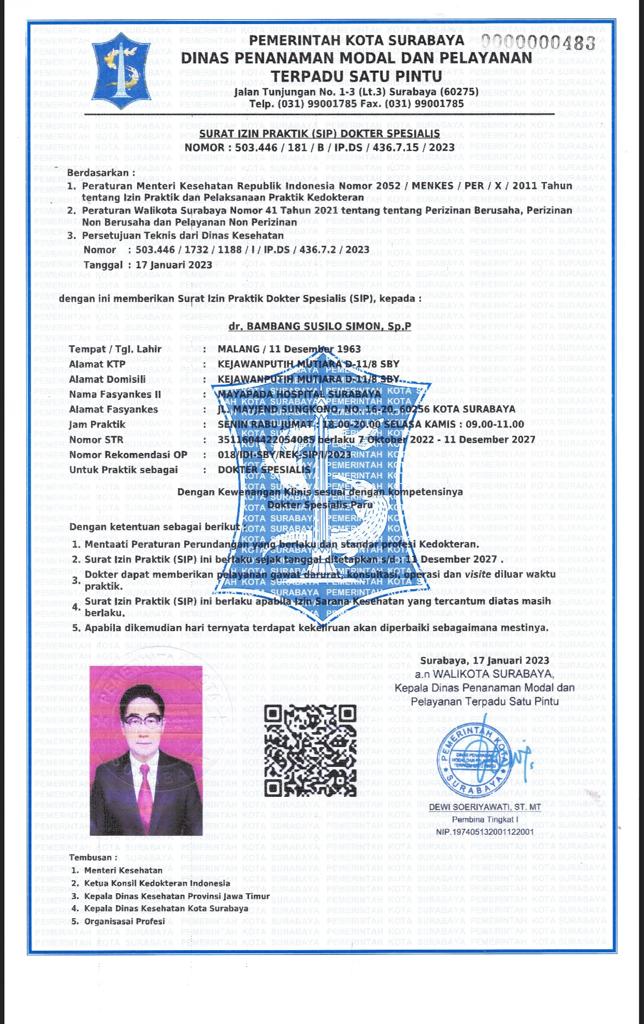 PEMERINTAH KOTA SURABAYA
0000000483
DINAS PENANAMAN MODAL DAN PELAYANAN
TERPADU SATU PINTU
Jalan Tunjungan No. 1-3 (Lt.3) Surabaya (60275)
Telp. (031) 99001785 Fax. (031) 99001785
SURAT IZIN PRAKTIK (SIP) DOKTER SPESIALIS
NOMOR : 503.446 / 181 / B / IP.DS / 436.7.15 / 2023
Berdasarkan :
1. Peraturan Menteri Kesehatan Republik Indonesia Nomor 2052 / MENKES / PER / X / 2011 Tahun
tentang Izin Praktik dan Pelaksanaan Praktik Kedokteran
2. Peraturan Walikota Surabaya Nomor 41 Tahun 2021 tentang tentang Perizinan Berusaha, Perizinan
Non Berusaha dan Pelayanan Non Perizinan
3. Persetujuan Teknis dari Dinas Kesehatan
Nomor : 503.446 / 1732 / 1188 / I / IP.DS / 436.7.2 / 2023
Tanggal : 17 Januari 2023
dengan ini memberikan Surat Izin Praktik Dokter Spesialis (SIP), kepada :
dr. BAMBANG SUSILO SIMON, Sp.P
Tempat / Tgl. Lahir : MALANG / 11 Desember 1963
Alamat KTP : KEJAWANPUTIH MUTIARA D-11/8 SBY
Alamat Domisili : KEJAWANPUTIH MUTIARA D-11/8 SBY
Nama Fasyankes II : MAYAPADA HOSPITAL SURABAYA
Alamat Fasyankes : JL. MAYJEND SUNGKONO, NO. 16-20, 60256 KOTA SURABAYA
Jam Praktik : SENIN RABU JUMAT : 18.00-20.00 SELASA KAMIS : 09.00-11.00
Nomor STR : 3511604422054085 berlaku 7 Oktober 2022 - 11 Desember 2027
Nomor Rekomendasi OP : 018/IDI-SBY/REK-SIP/I/2023
Untuk Praktik sebagai : DOKTER SPESIALIS
Dengan Kewenangan Klinis sesuai dengan kompetensinya
Dokter Spesialis Paru
Dengan ketentuan sebagai berikut
1. Mentaati Peraturan Perundangan yang berlaku dan standar profesi Kedokteran.
2. Surat Izin Praktik (SIP) ini berlaku sejak tanggal ditetapkan s/d : 11 Desember 2027 .
3. Dokter dapat memberikan pelayanan gawat darurat, konsultasi, operasi dan visite diluar waktu
praktik.
4. Surat Izin Praktik (SIP) ini berlaku apabila Izin Sarana Kesehatan yang tercantum diatas masih
berlaku.
5. Apabila dikemudian hari ternyata terdapat kekeliruan akan diperbaiki sebagaimana mestinya.
Surabaya, 17 Januari 2023
a.n WALIKOTA SURABAYA,
Kepala Dinas Penanaman Modal dan
Pelayanan Terpadu Satu Pintu
PEMERINTAH KOTA
SURABAYA
DEWI SOERIYAWATI, ST. MT
Pembina Tingkat I
NIP.197405132001122001
Tembusan :
1. Menteri Kesehatan
2. Ketua Konsil Kedokteran Indonesia
3. Kepala Dinas Kesehatan Provinsi Jawa Timur
4. Kepala Dinas Kesehatan Kota Surabaya
5. Organisasai Profesi